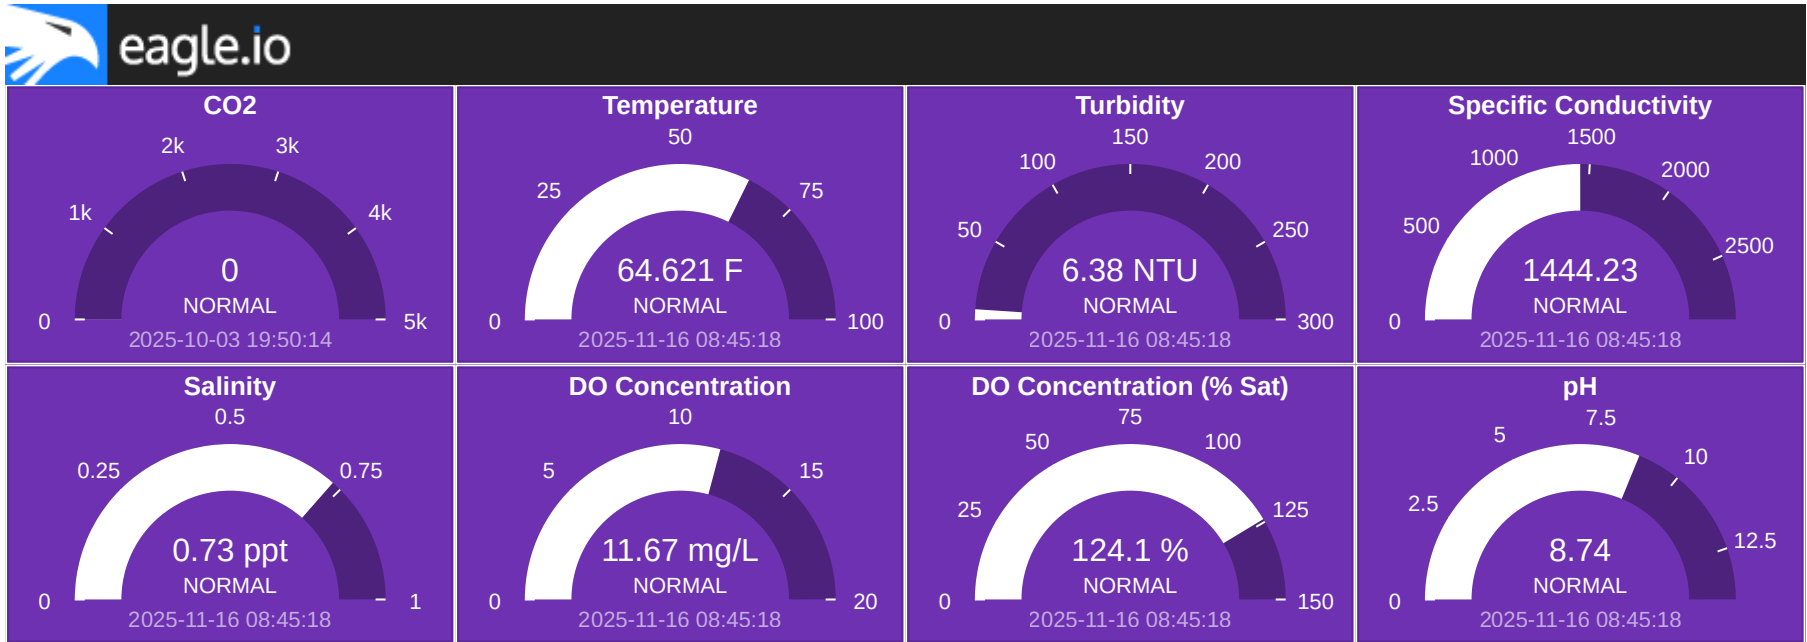 eagle.io
CO2
2k
3k
1k
4k
0
NORMAL
0
5k
2025-10-03 19:50:14
Temperature
50
25
75
64.621 F
NORMAL
0
100
2025-11-16 08:45:18
Turbidity
150
100
200
50
250
6.38 NTU
NORMAL
0
300
2025-11-16 08:45:18
Specific Conductivity
1500
1000
2000
500
2500
1444.23
NORMAL
0
2025-11-16 08:45:18
Salinity
0.5
0.25
0.75
0.73 ppt
NORMAL
0
1
2025-11-16 08:45:18
DO Concentration
10
5
15
11.67 mg/L
NORMAL
0
20
2025-11-16 08:45:18
DO Concentration (% Sat)
75
50
100
25
125
124.1 %
NORMAL
0
150
2025-11-16 08:45:18
pH
7.5
5
10
2.5
12.5
8.74
NORMAL
0
2025-11-16 08:45:18